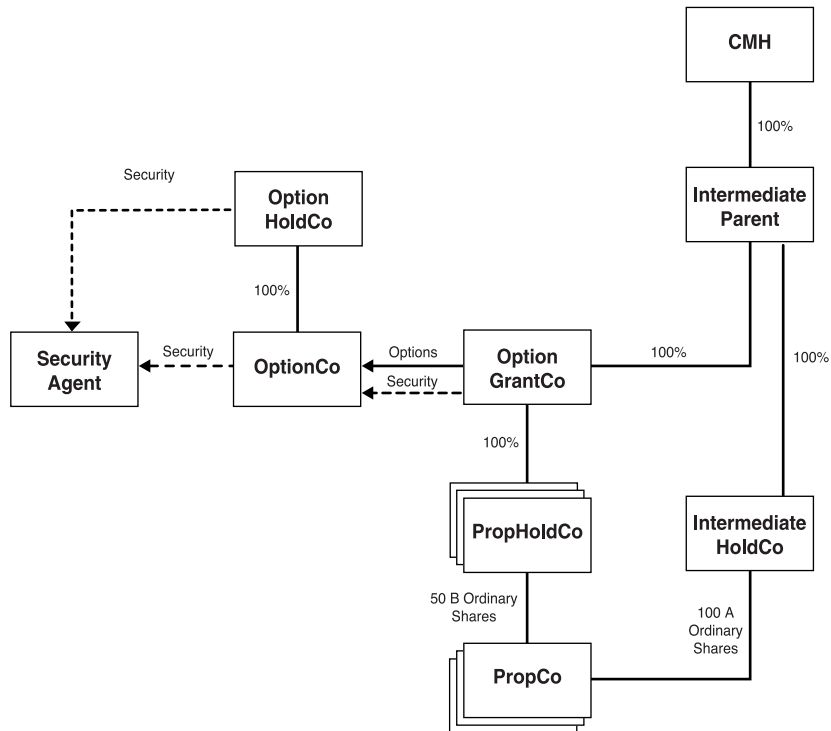 CMH
100%
Security
Option
HoldCo
Intermediate
Parent
100%
Security
Agent
Security
OptionCo
Options
Security
Option
GrantCo
100%
100%
100%
PropHoldCo
Intermediate
HoldCo
50 B Ordinary
Shares
100 A
Ordinary
Shares
PropCo